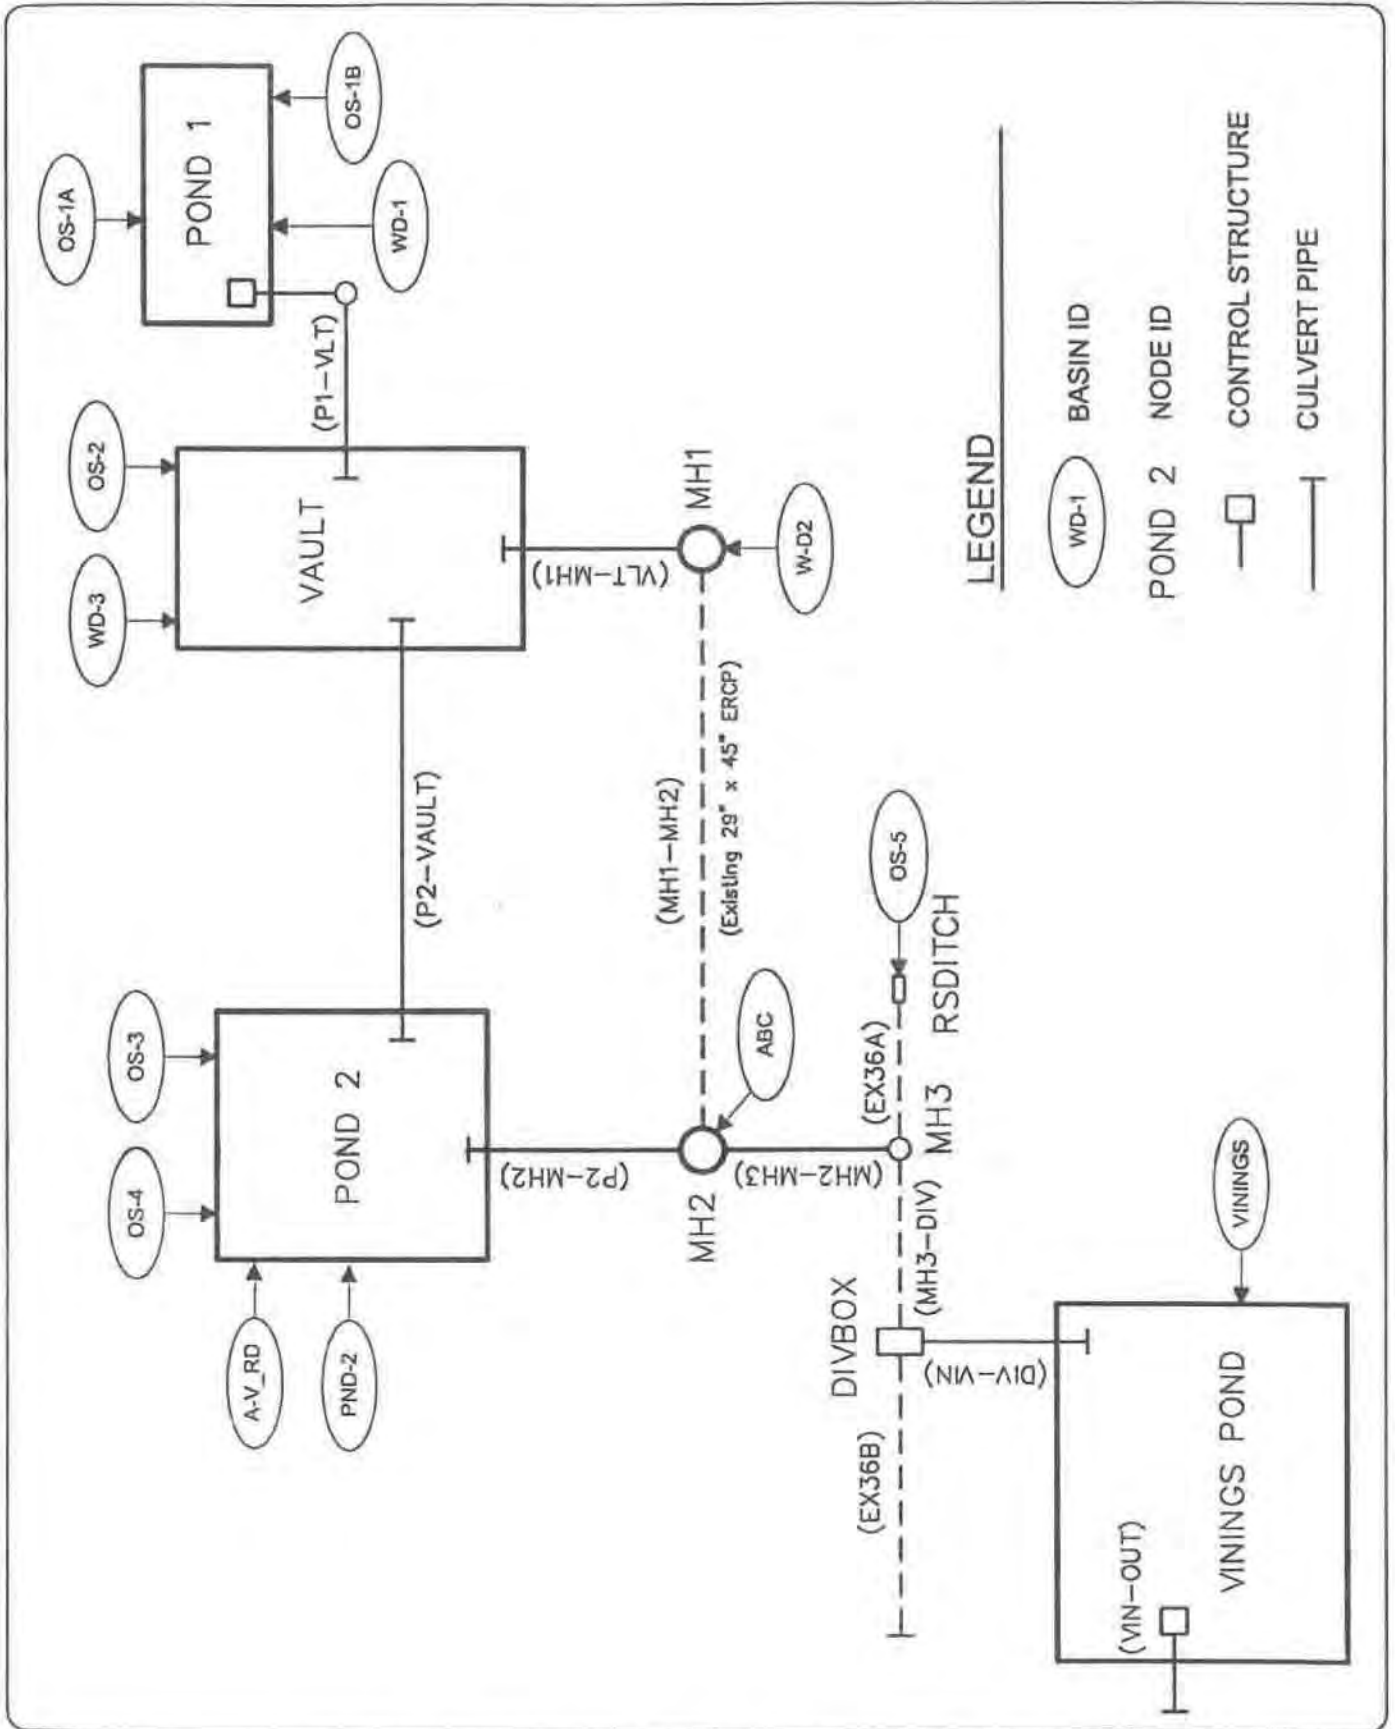 OS-4
OS-3
WD-3
OS-2
OS-1A
A-V_RD
PND-2
POND 2
VAULT
POND 1
(P2-VAULT)
(P1-VLT)
WD-1
OS-1B
(P2-MH2)
(VLT-MH1)
MH2
(MH1-MH2)
MH1
(Existing 29" x 45" ERCP)
ABC
W-D2
(MH2-MH3)
DIVBOX
(EX36B)
(EX36A)
OS-5
(MH3-DIV)
MH3
RSDITCH
(DIV-VIN)
(VIN-OUT)
VININGS POND
VININGS
LEGEND
WD-1 BASIN ID
POND 2 NODE ID
CONTROL STRUCTURE
CULVERT PIPE